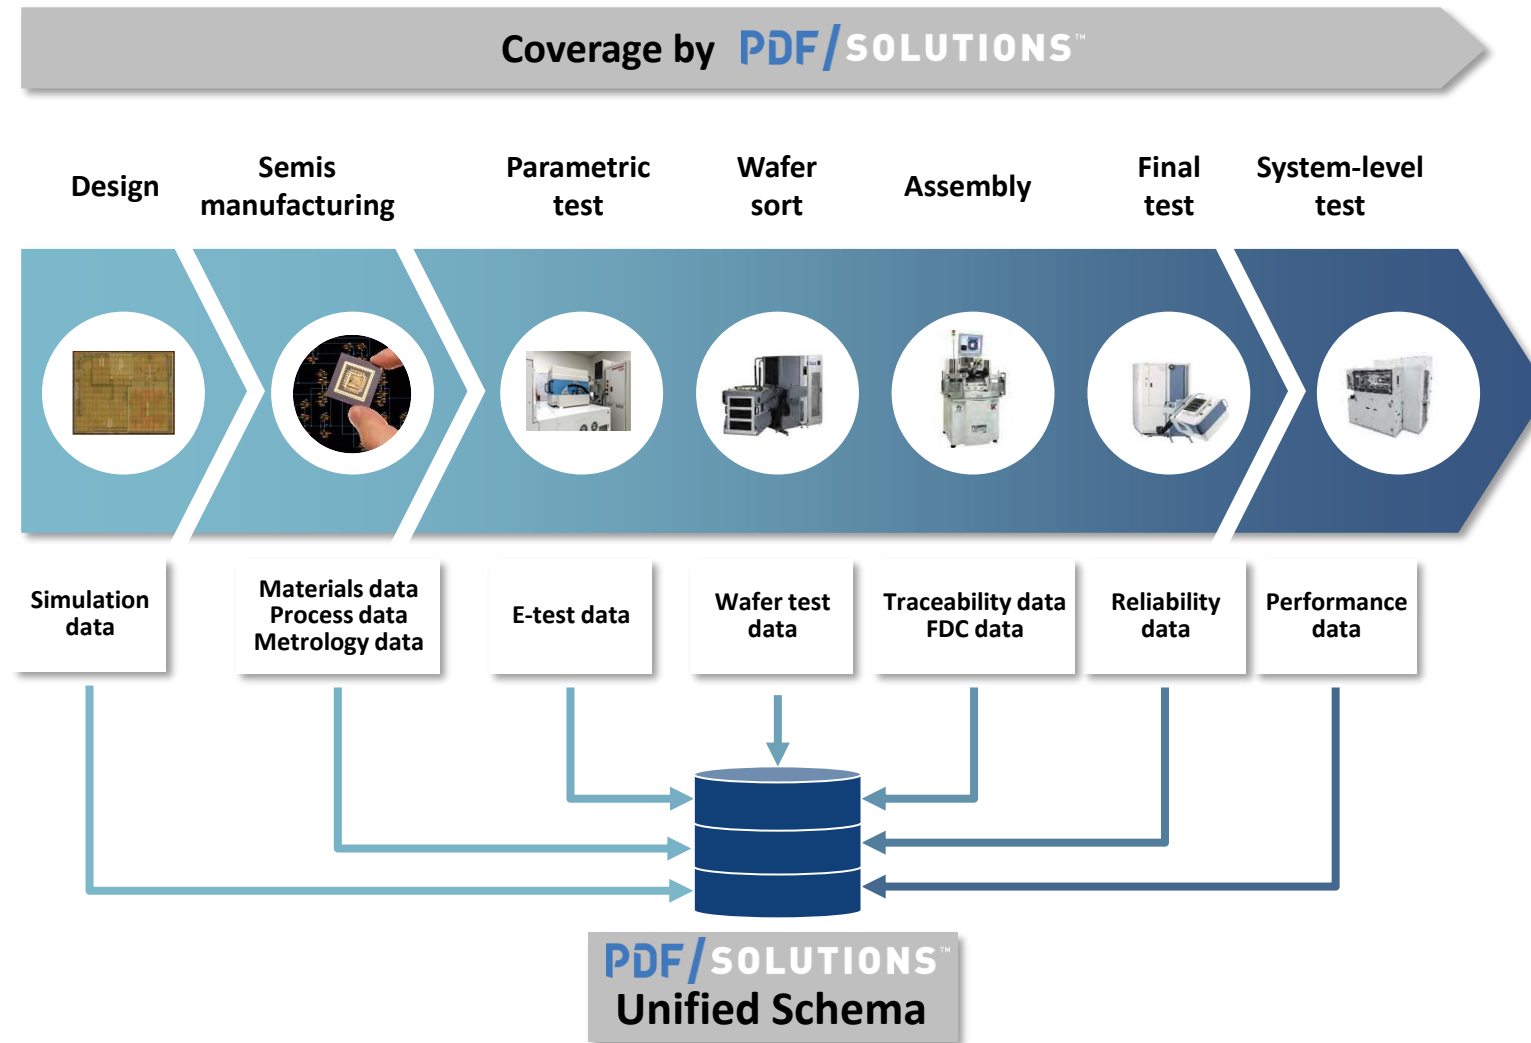 Coverage by PDF/SOLUTIONS™
Design
Semis
manufacturing
Parametric
test
Wafer
sort
Assembly
Final
test
System-level
test
Simulation
data
Materials data
Process data
Metrology data
E-test data
Wafer test
data
Traceability data
FDC data
Reliability
data
Performance
data
PDF/SOLUTIONS™
Unified Schema